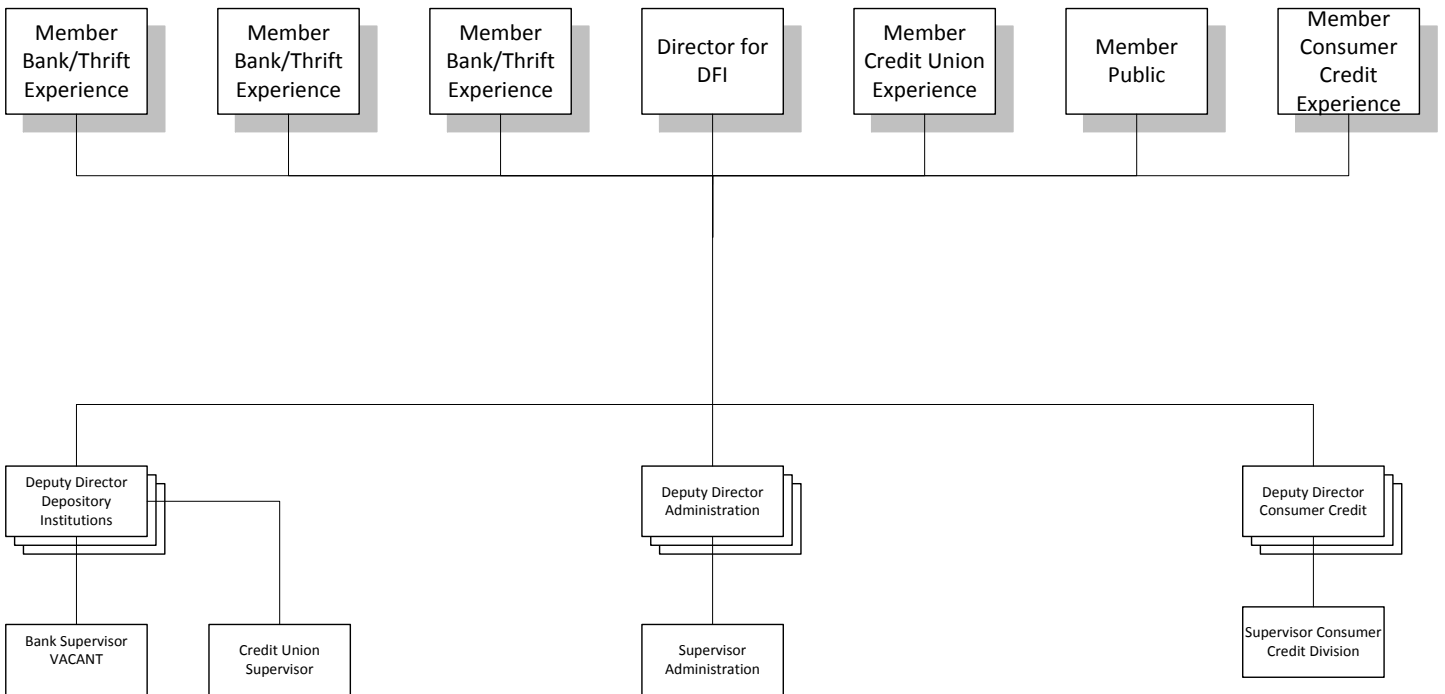 Member
Bank/Thrift
Experience
Member
Bank/Thrift
Experience
Member
Bank/Thrift
Experience
Director for
DFI
Member
Credit Union
Experience
Member
Public
Member
Consumer
Credit
Experience
Deputy Director
Depository
Institutions
Deputy Director
Administration
Deputy Director
Consumer Credit
Bank Supervisor
VACANT
Credit Union
Supervisor
Supervisor
Administration
Supervisor Consumer
Credit Division